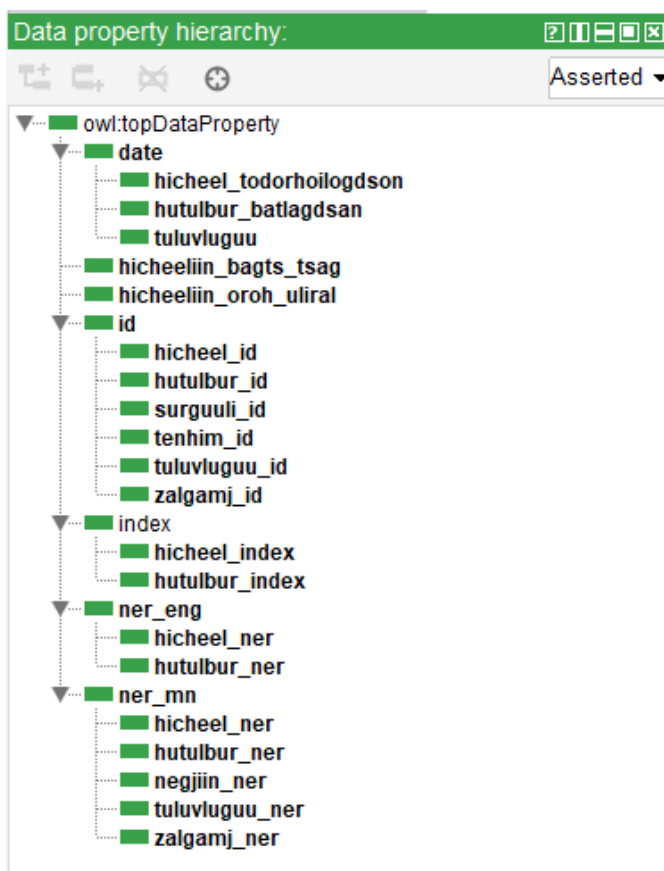 Data property hierarchy:
Asserted
owl:topDataProperty
date
hicheel_todorhoilogdson
hutulbur_batlagdsan
tuluvluguu
hicheeliin_bagts_tsag
hicheeliin_oroh_uliral
id
hicheel_id
hutulbur_id
surguuli_id
tenhim_id
tuluvluguu_id
zalgamj_id
index
hicheel_index
hutulbur_index
ner_eng
hicheel_ner
hutulbur_ner
ner_mn
hicheel_ner
hutulbur_ner
negjiin_ner
tuluvluguu_ner
zalgamj_ner